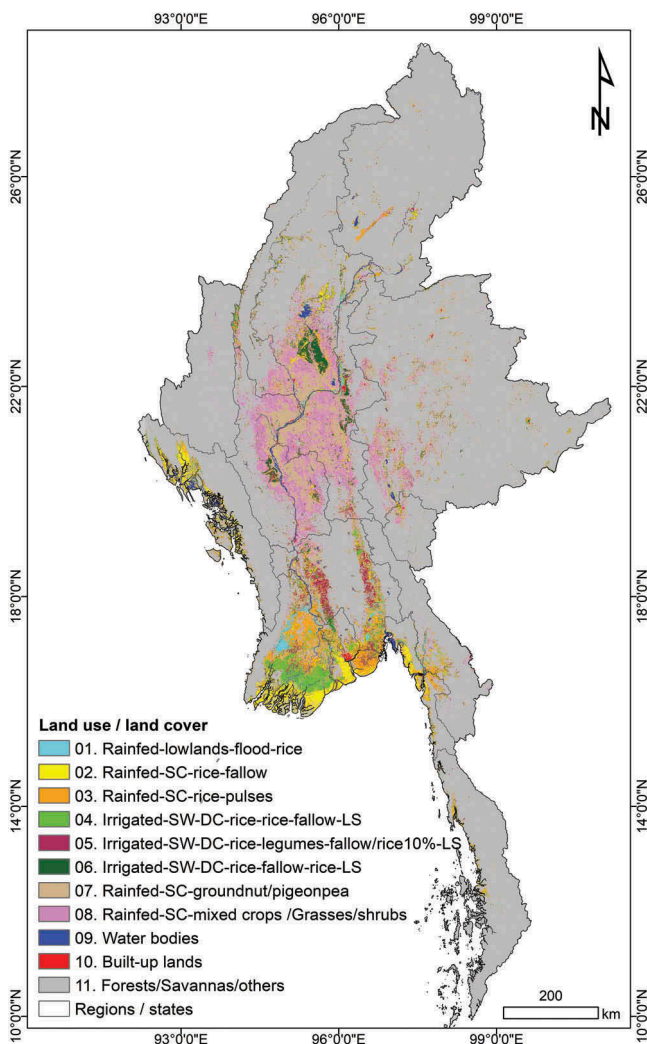 93°0'0"E 96°0'0"E 99°0'0"E
N
26°0'0"N 26°0'0"N
22°0'0"N 22°0'0"N
18°0'0"N 18°0'0"N
14°0'0"N 14°0'0"N
10°0'0"N 10°0'0"N
Land use / land cover
01. Rainfed-lowlands-flood-rice
02. Rainfed-SC-rice-fallow
03. Rainfed-SC-rice-pulses
04. Irrigated-SW-DC-rice-rice-fallow-LS
05. Irrigated-SW-DC-rice-legumes-fallow/rice10%-LS
06. Irrigated-SW-DC-rice-fallow-rice-LS
07. Rainfed-SC-groundnut/pigeonpea
08. Rainfed-SC-mixed crops /Grasses/shrubs
09. Water bodies
10. Built-up lands
11. Forests/Savannas/others
Regions / states
200
km
93°0'0"E 96°0'0"E 99°0'0"E